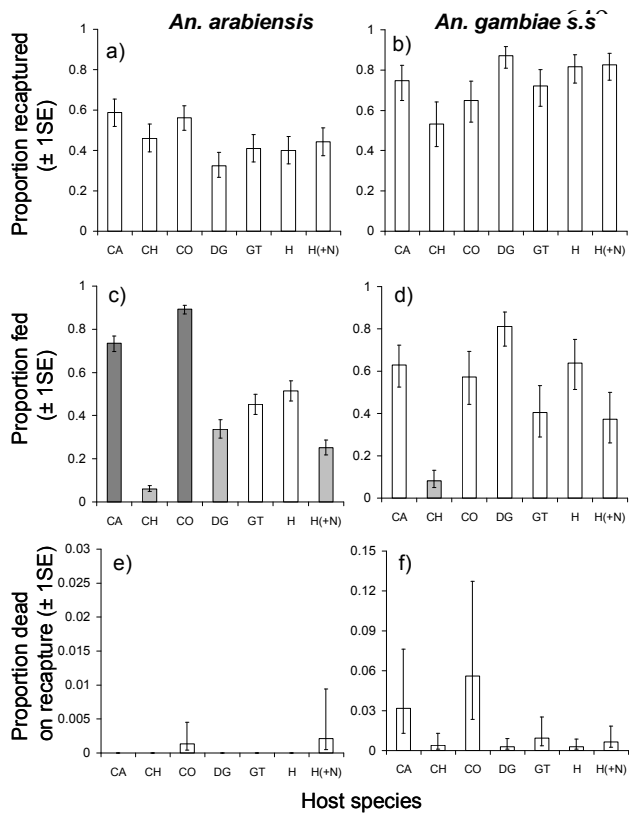 An. arabiensis
An. gambiae s.s
a)
b)
Proportion recaptured
(± 1SE)
1
0.8
0.6
0.4
0.2
0
CA CH CO DG GT H H(+N)
1
0.8
0.6
0.4
0.2
0
CA CH CO DG GT H H(+N)
c)
d)
Proportion fed
(± 1SE)
1
0.8
0.6
0.4
0.2
0
CA CH CO DG GT H H(+N)
1
0.8
0.6
0.4
0.2
0
CA CH CO DG GT H H(+N)
e)
f)
Proportion dead
on recapture (± 1SE)
0.03
0.025
0.02
0.015
0.01
0.005
0
CA CH CO DG GT H H(+N)
0.15
0.12
0.09
0.06
0.03
0.00
CA CH CO DG GT H H(+N)
Host species